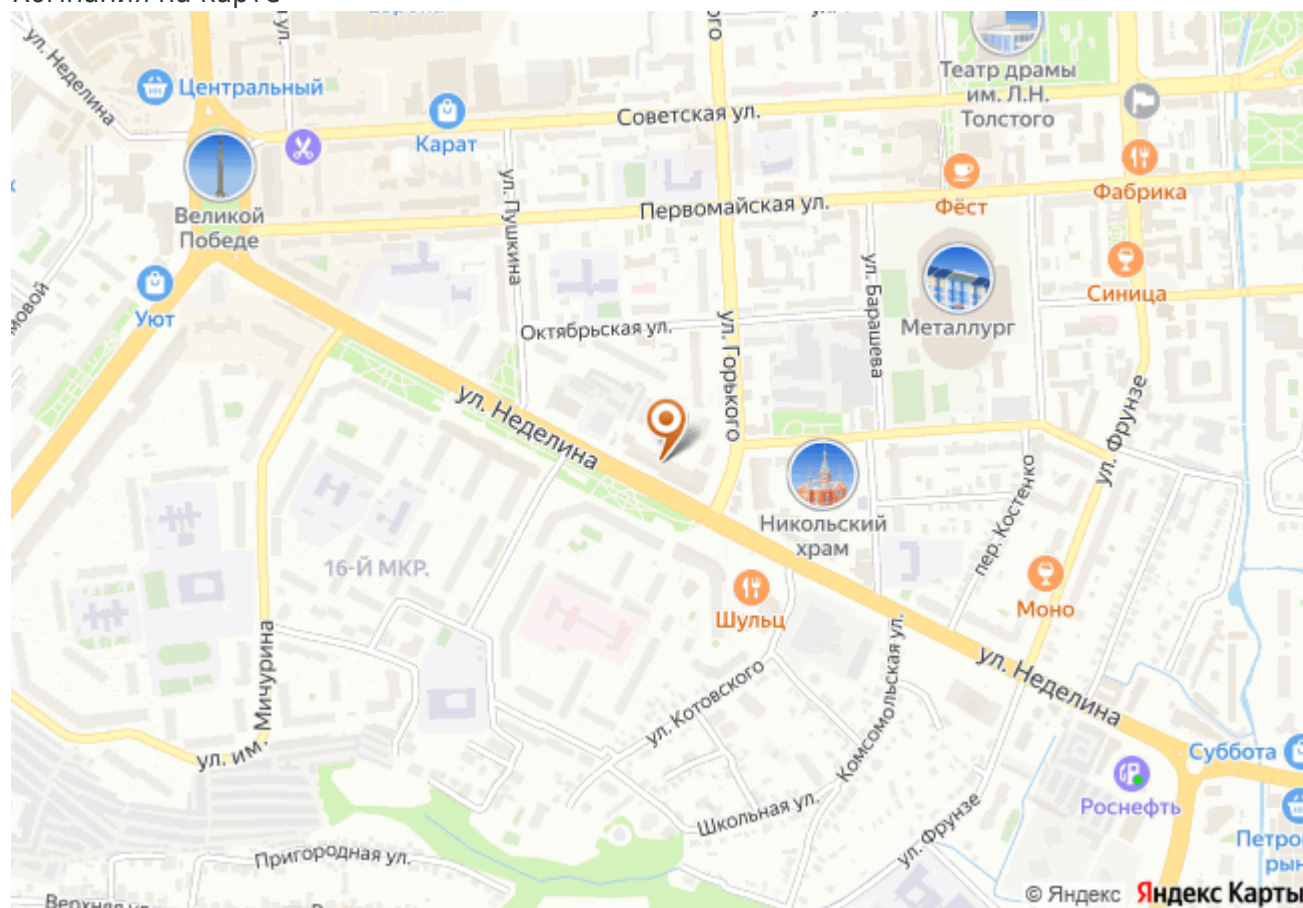 Компания на карте
ул. Неделина
Центральный
Карат
Советская ул.
Театр драмы
им. Л.Н.
Толстого
Фабрика
Фёст
Великой
Победе
ул. Пушкина
Первомайская ул.
Синица
Уют
Октябрьская ул.
ул. Горького
ул. Барашева
Металлург
ул. Неделина
ул. Фрунзе
пер. Костенко
Никольский
храм
16-Й МКР.
Шульц
Моно
ул. им. Мичурина
ул. Котовского
Комсомольская ул.
ул. Неделина
Суббота
Роснефть
Школьная ул.
ул. Фрунзе
Пригородная ул.
© Яндекс Яндекс Карты